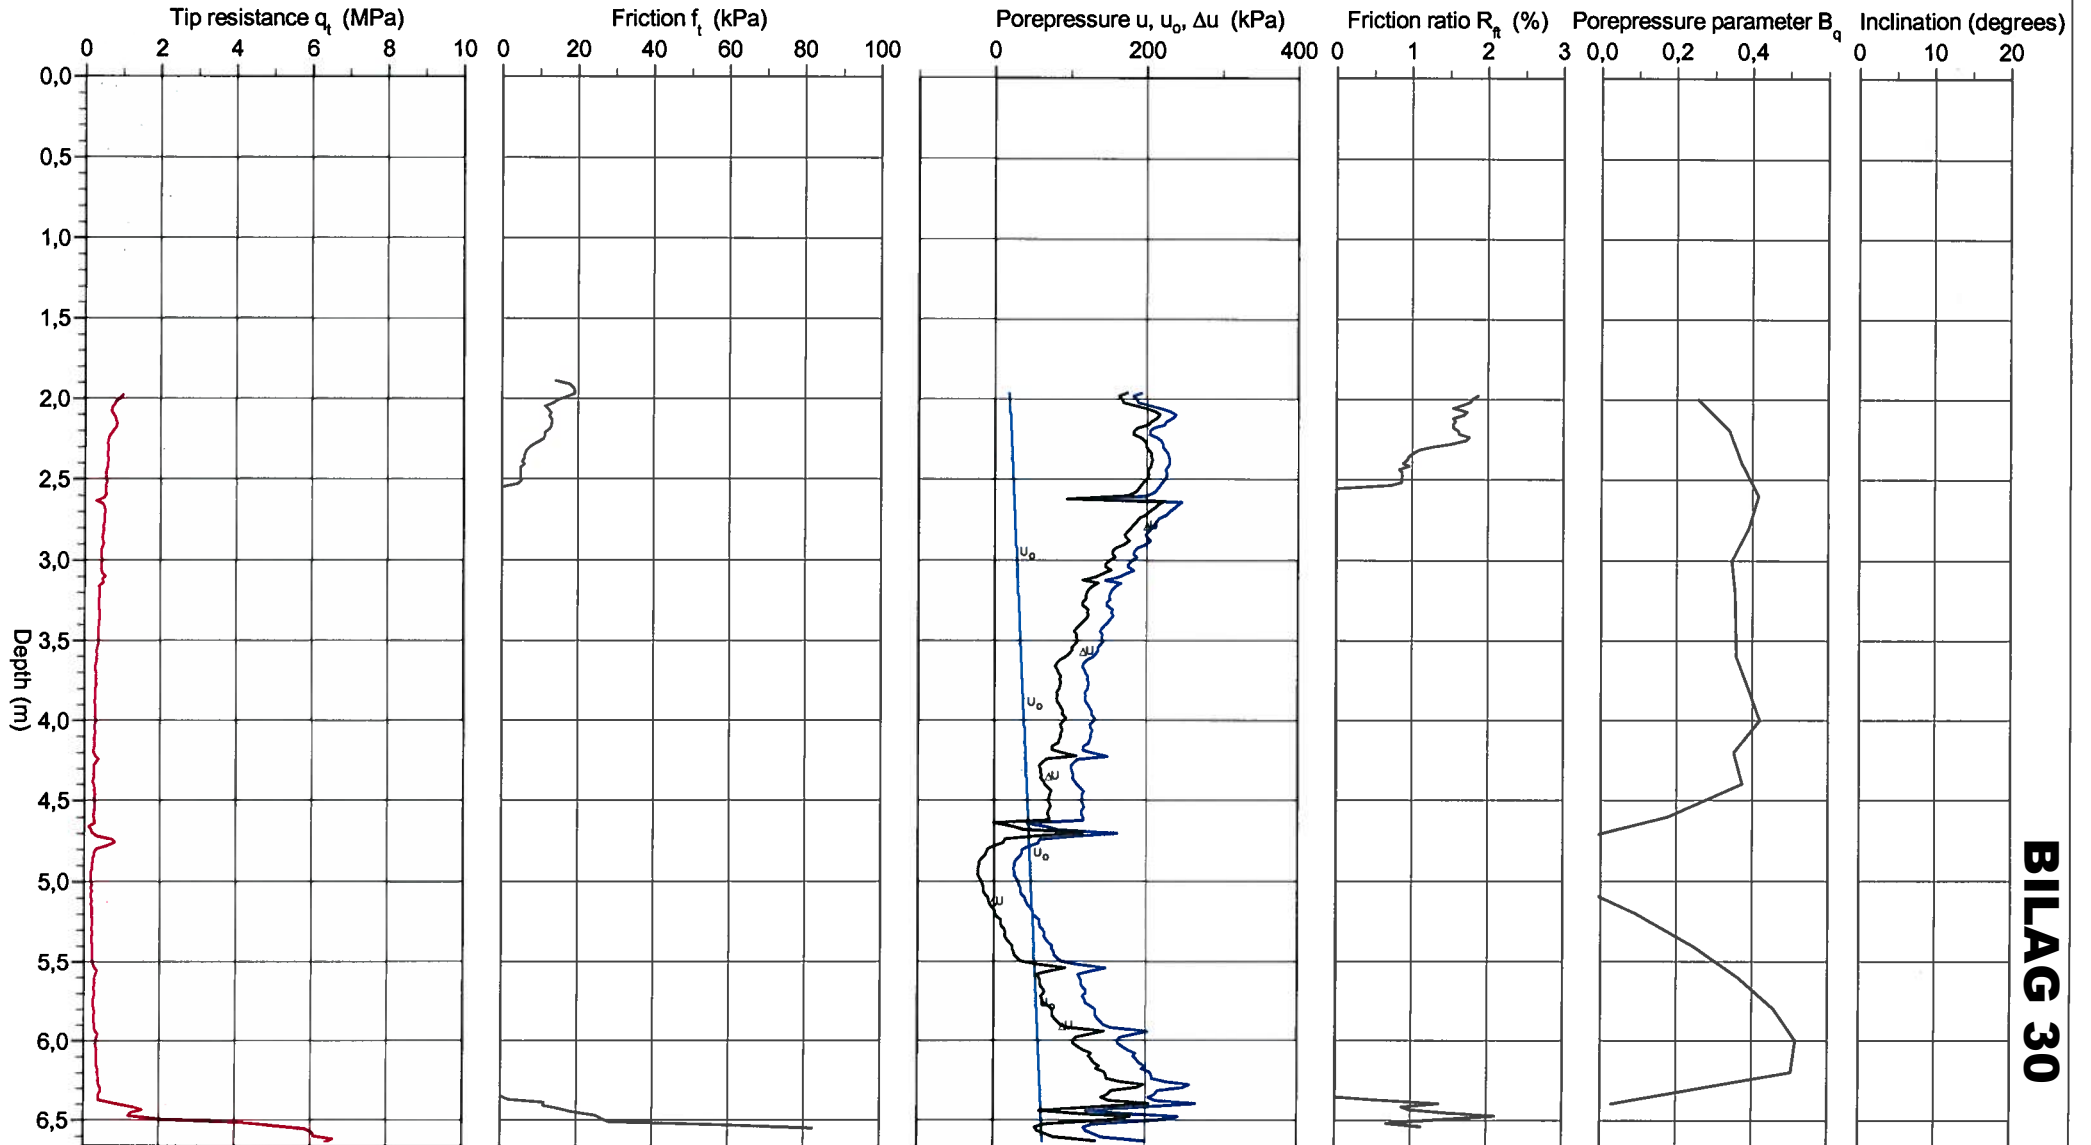 Tip resistance qt (MPa)
Friction ft (kPa)
Porepressure u, uo, Δu (kPa)
Friction ratio Rft (%)
Porepressure parameter Bq
Inclination (degrees)
0 2 4 6 8 10
0 20 40 60 80 100
0 200 400
0 1 2 3
0,0 0,2 0,4
0 10 20
0,0
0,5
1,0
1,5
2,0
2,5
3,0
3,5
4,0
4,5
5,0
5,5
6,0
6,5
Depth (m)
Δu
uo
Δu
uo
Δu
uo
Δu
uo
Δu
BILAG 30